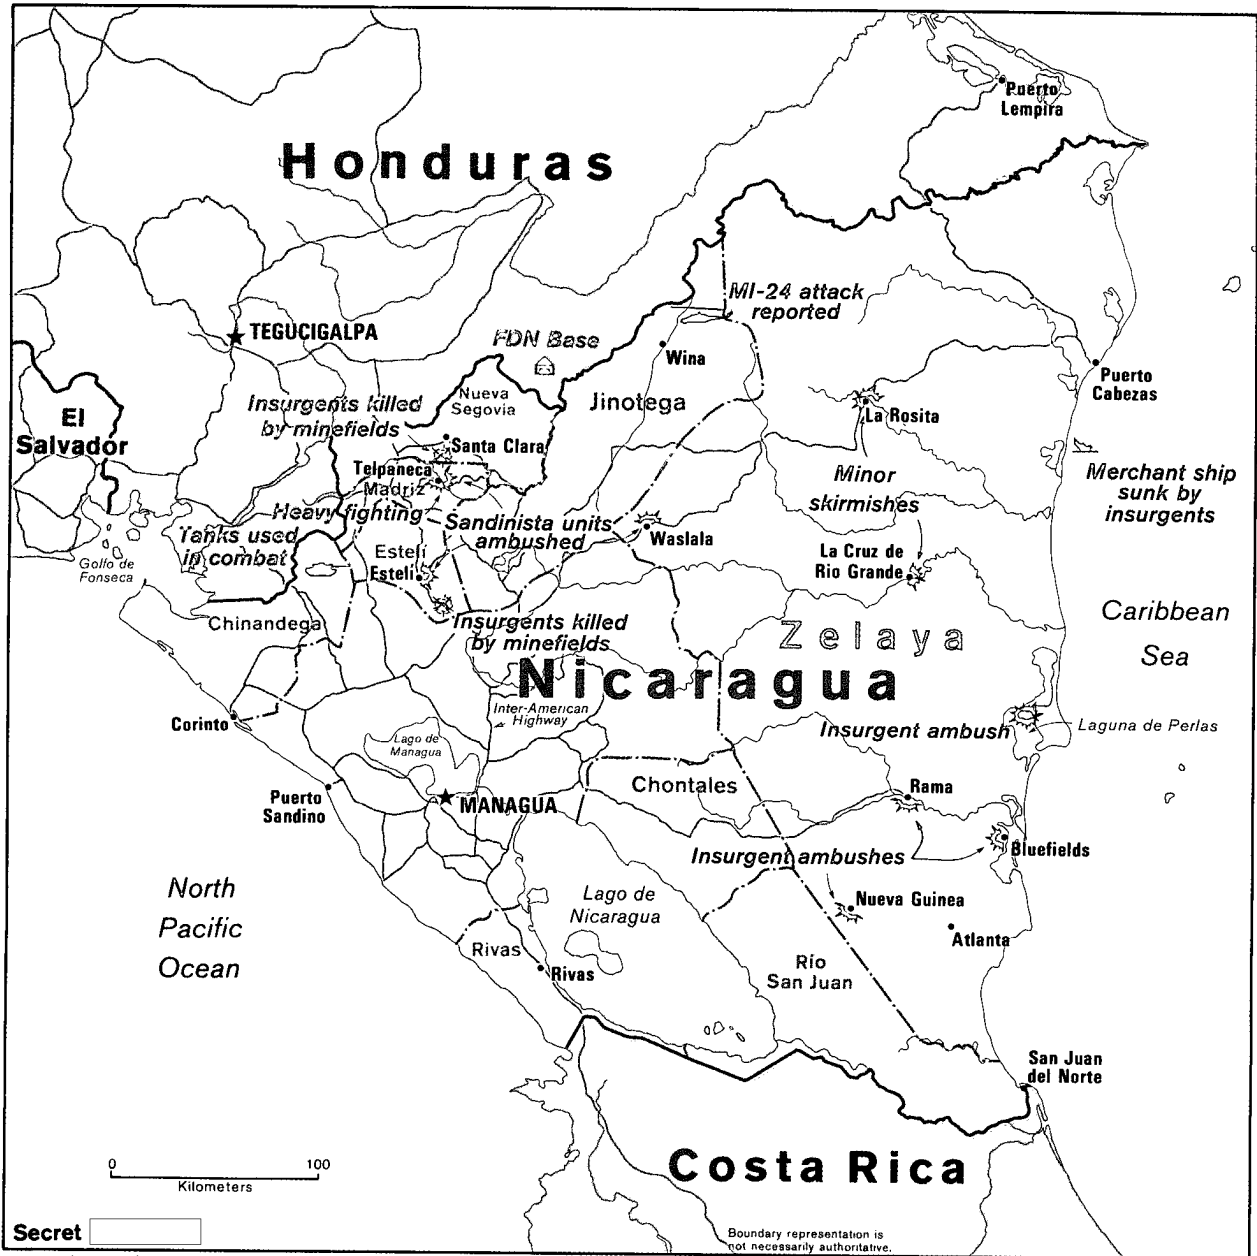 Puerto
Lempira
Honduras
MI-24 attack
reported
TEGUCIGALPA
FDN Base
Wina
Puerto
Cabezas
Nueva
Segovia
Jinotega
Insurgents killed
by minefields
El
Salvador
La Rosita
Santa Clara
Telpaneca
Madriz
Minor
skirmishes
Merchant ship
sunk by
insurgents
Heavy fighting
Sandinista units
ambushed
Tanks used
in combat
Waslala
La Cruz de
Rio Grande
Golfo de
Fonseca
Estelí
Estelí
Chinandega
Insurgents killed
by minefields
Zelaya
Caribbean
Sea
Nicaragua
Inter-American
Highway
Corinto
Insurgent ambush
Laguna de Perlas
Lago de
Managua
Chontales
Rama
Puerto
Sandino
MANAGUA
Insurgent ambushes
Bluefields
North
Pacific
Ocean
Lago de
Nicaragua
Nueva Guinea
Atlanta
Rivas
Rivas
Río
San Juan
San Juan
del Norte
Costa Rica
0 100
Kilometers
Secret
Boundary representation is
not necessarily authoritative.